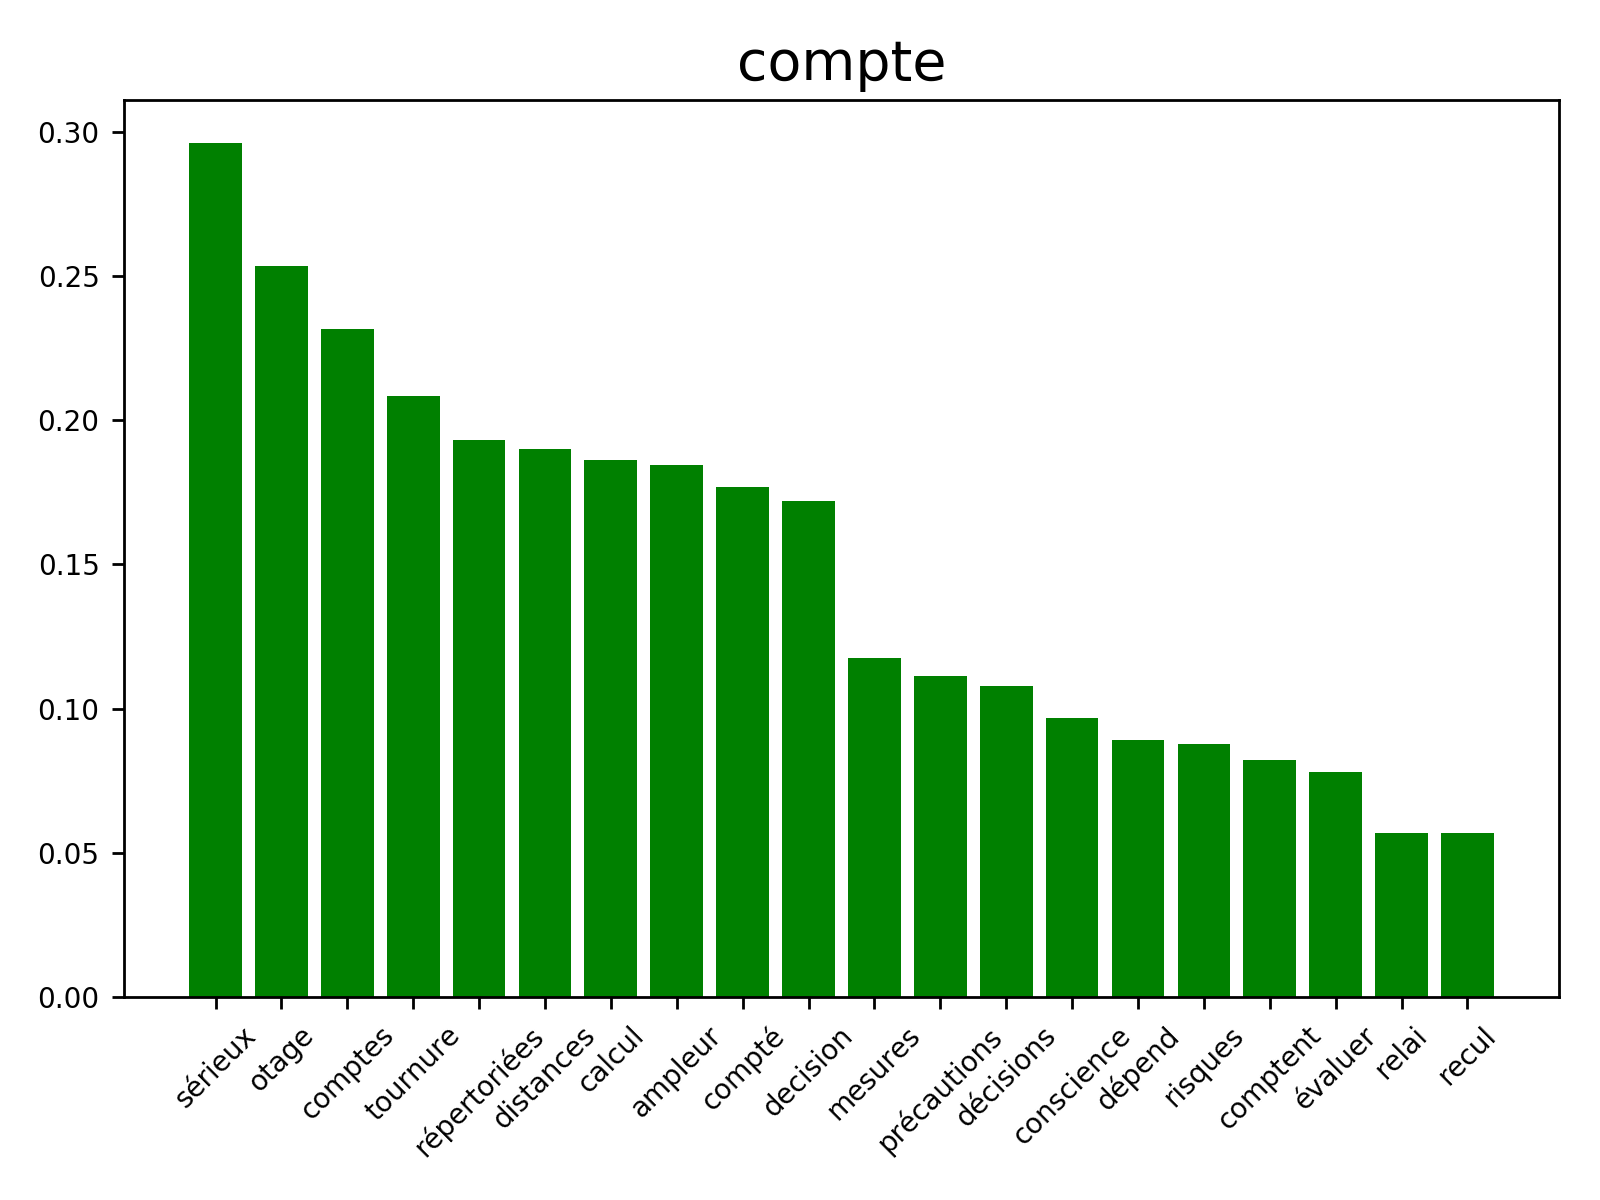 compte
0.30
0.25
0.20
0.15
0.10
0.05
0.00
sérieux
otage
comptes
tournure
répertoriées
distances
calcul
ampleur
compté
decision
mesures
précautions
décisions
conscience
dépend
risques
comptent
évaluer
relai
recul